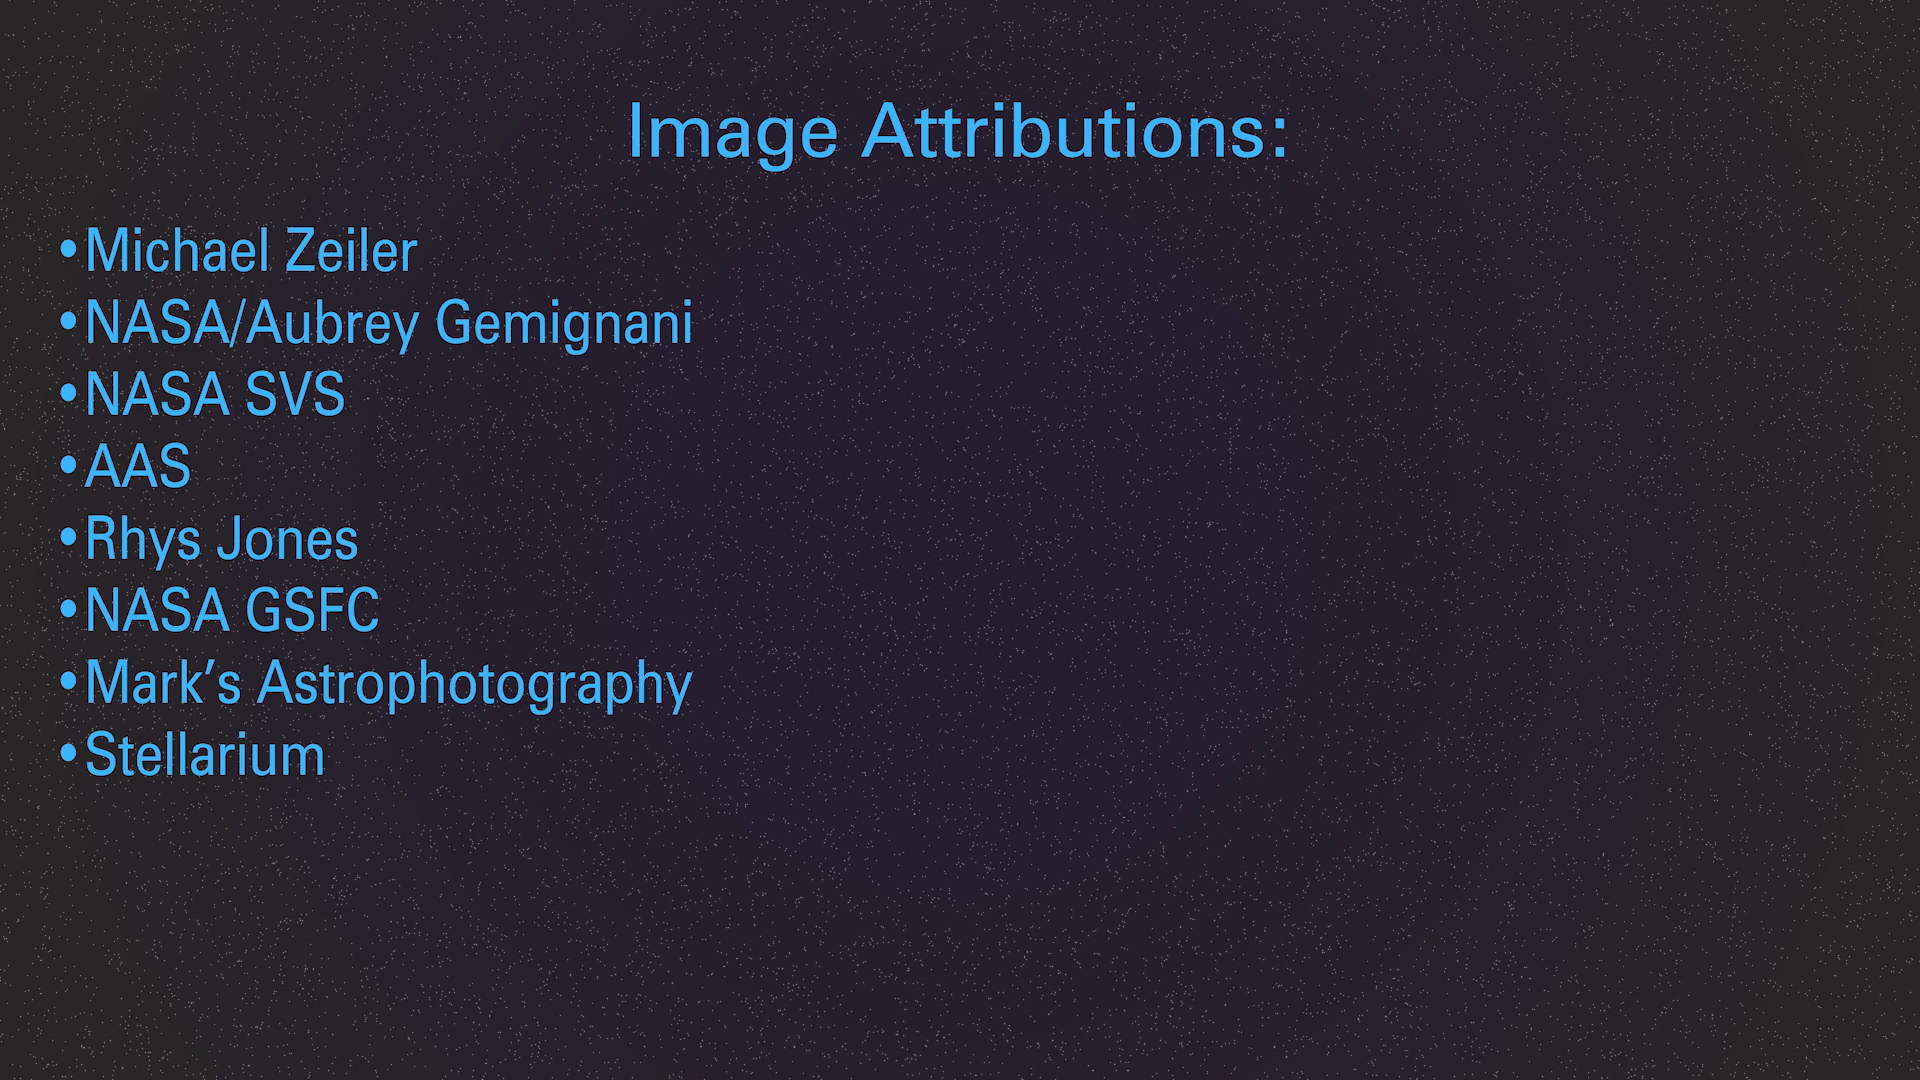 Image Attributions:
•Michael Zeiler
•NASA/Aubrey Gemignani
•NASA SVS
•AAS
•Rhys Jones
•NASA GSFC
•Mark’s Astrophotography
•Stellarium